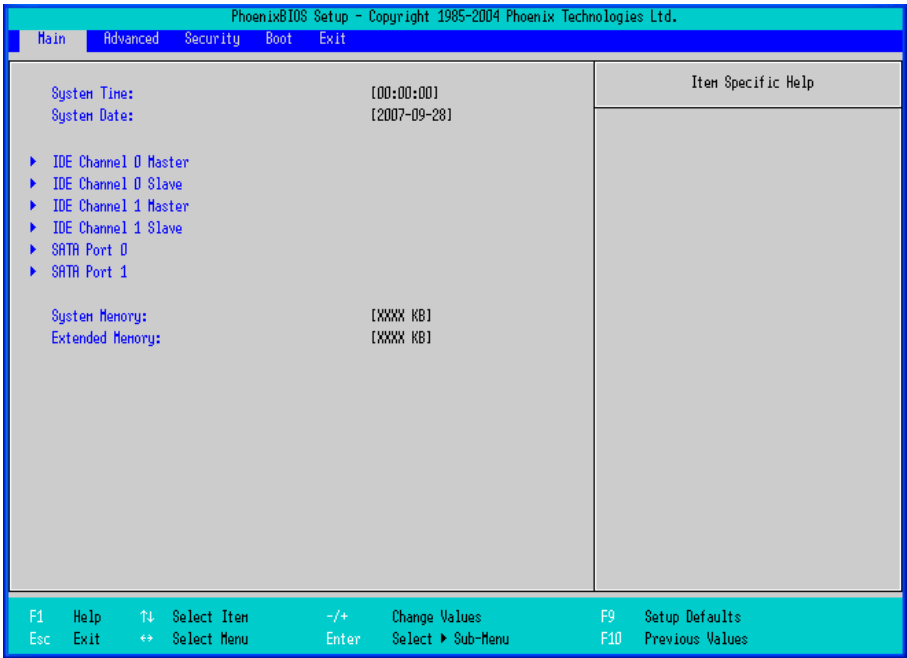 PhoenixBIOS Setup - Copyright 1985-2004 Phoenix Technologies Ltd.
Main Advanced Security Boot Exit
Item Specific Help
System Time: [00:00:00]
System Date: [2007-09-28]
IDE Channel 0 Master
IDE Channel 0 Slave
IDE Channel 1 Master
IDE Channel 1 Slave
SATA Port 0
SATA Port 1
System Memory: [XXXX KB]
Extended Memory: [XXXX KB]
F1 Help ↑↓ Select Item -/+ Change Values F9 Setup Defaults
Esc Exit ↔ Select Menu Enter Select ▶ Sub-Menu F10 Previous Values